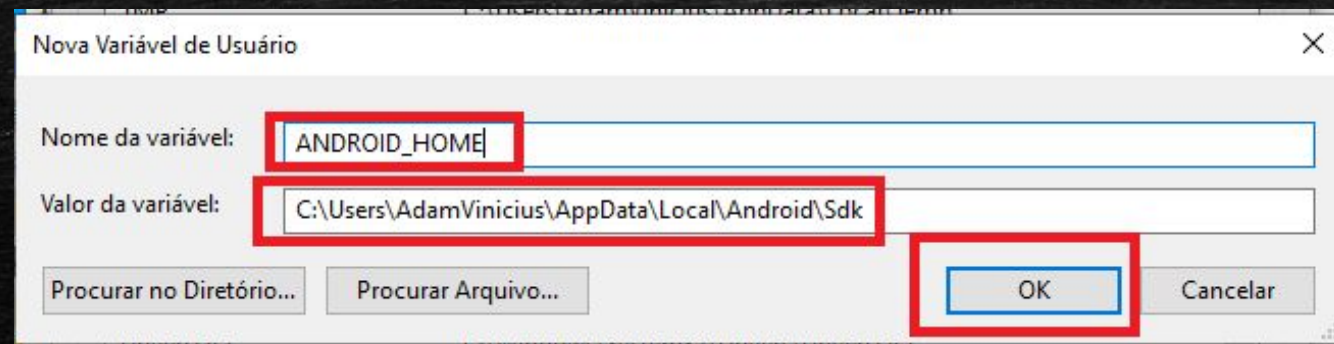 Nova Variável de Usuário
Nome da variável: ANDROID_HOME
Valor da variável: C:\Users\AdamVinicius\AppData\Local\Android\Sdk
Procurar no Diretório... Procurar Arquivo... OK Cancelar